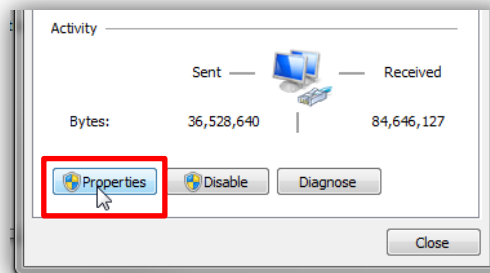 Activity
Sent Received
Bytes: 36,528,640 84,646,127
Properties Disable Diagnose
Close